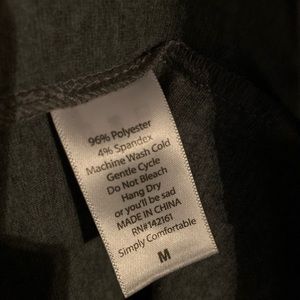 96% Polyester
4% Spandex
Machine Wash Cold
Gentle Cycle
Do Not Bleach
Hang Dry
or you'll be sad
MADE IN CHINA
RN#142161
Simply Comfortable
M